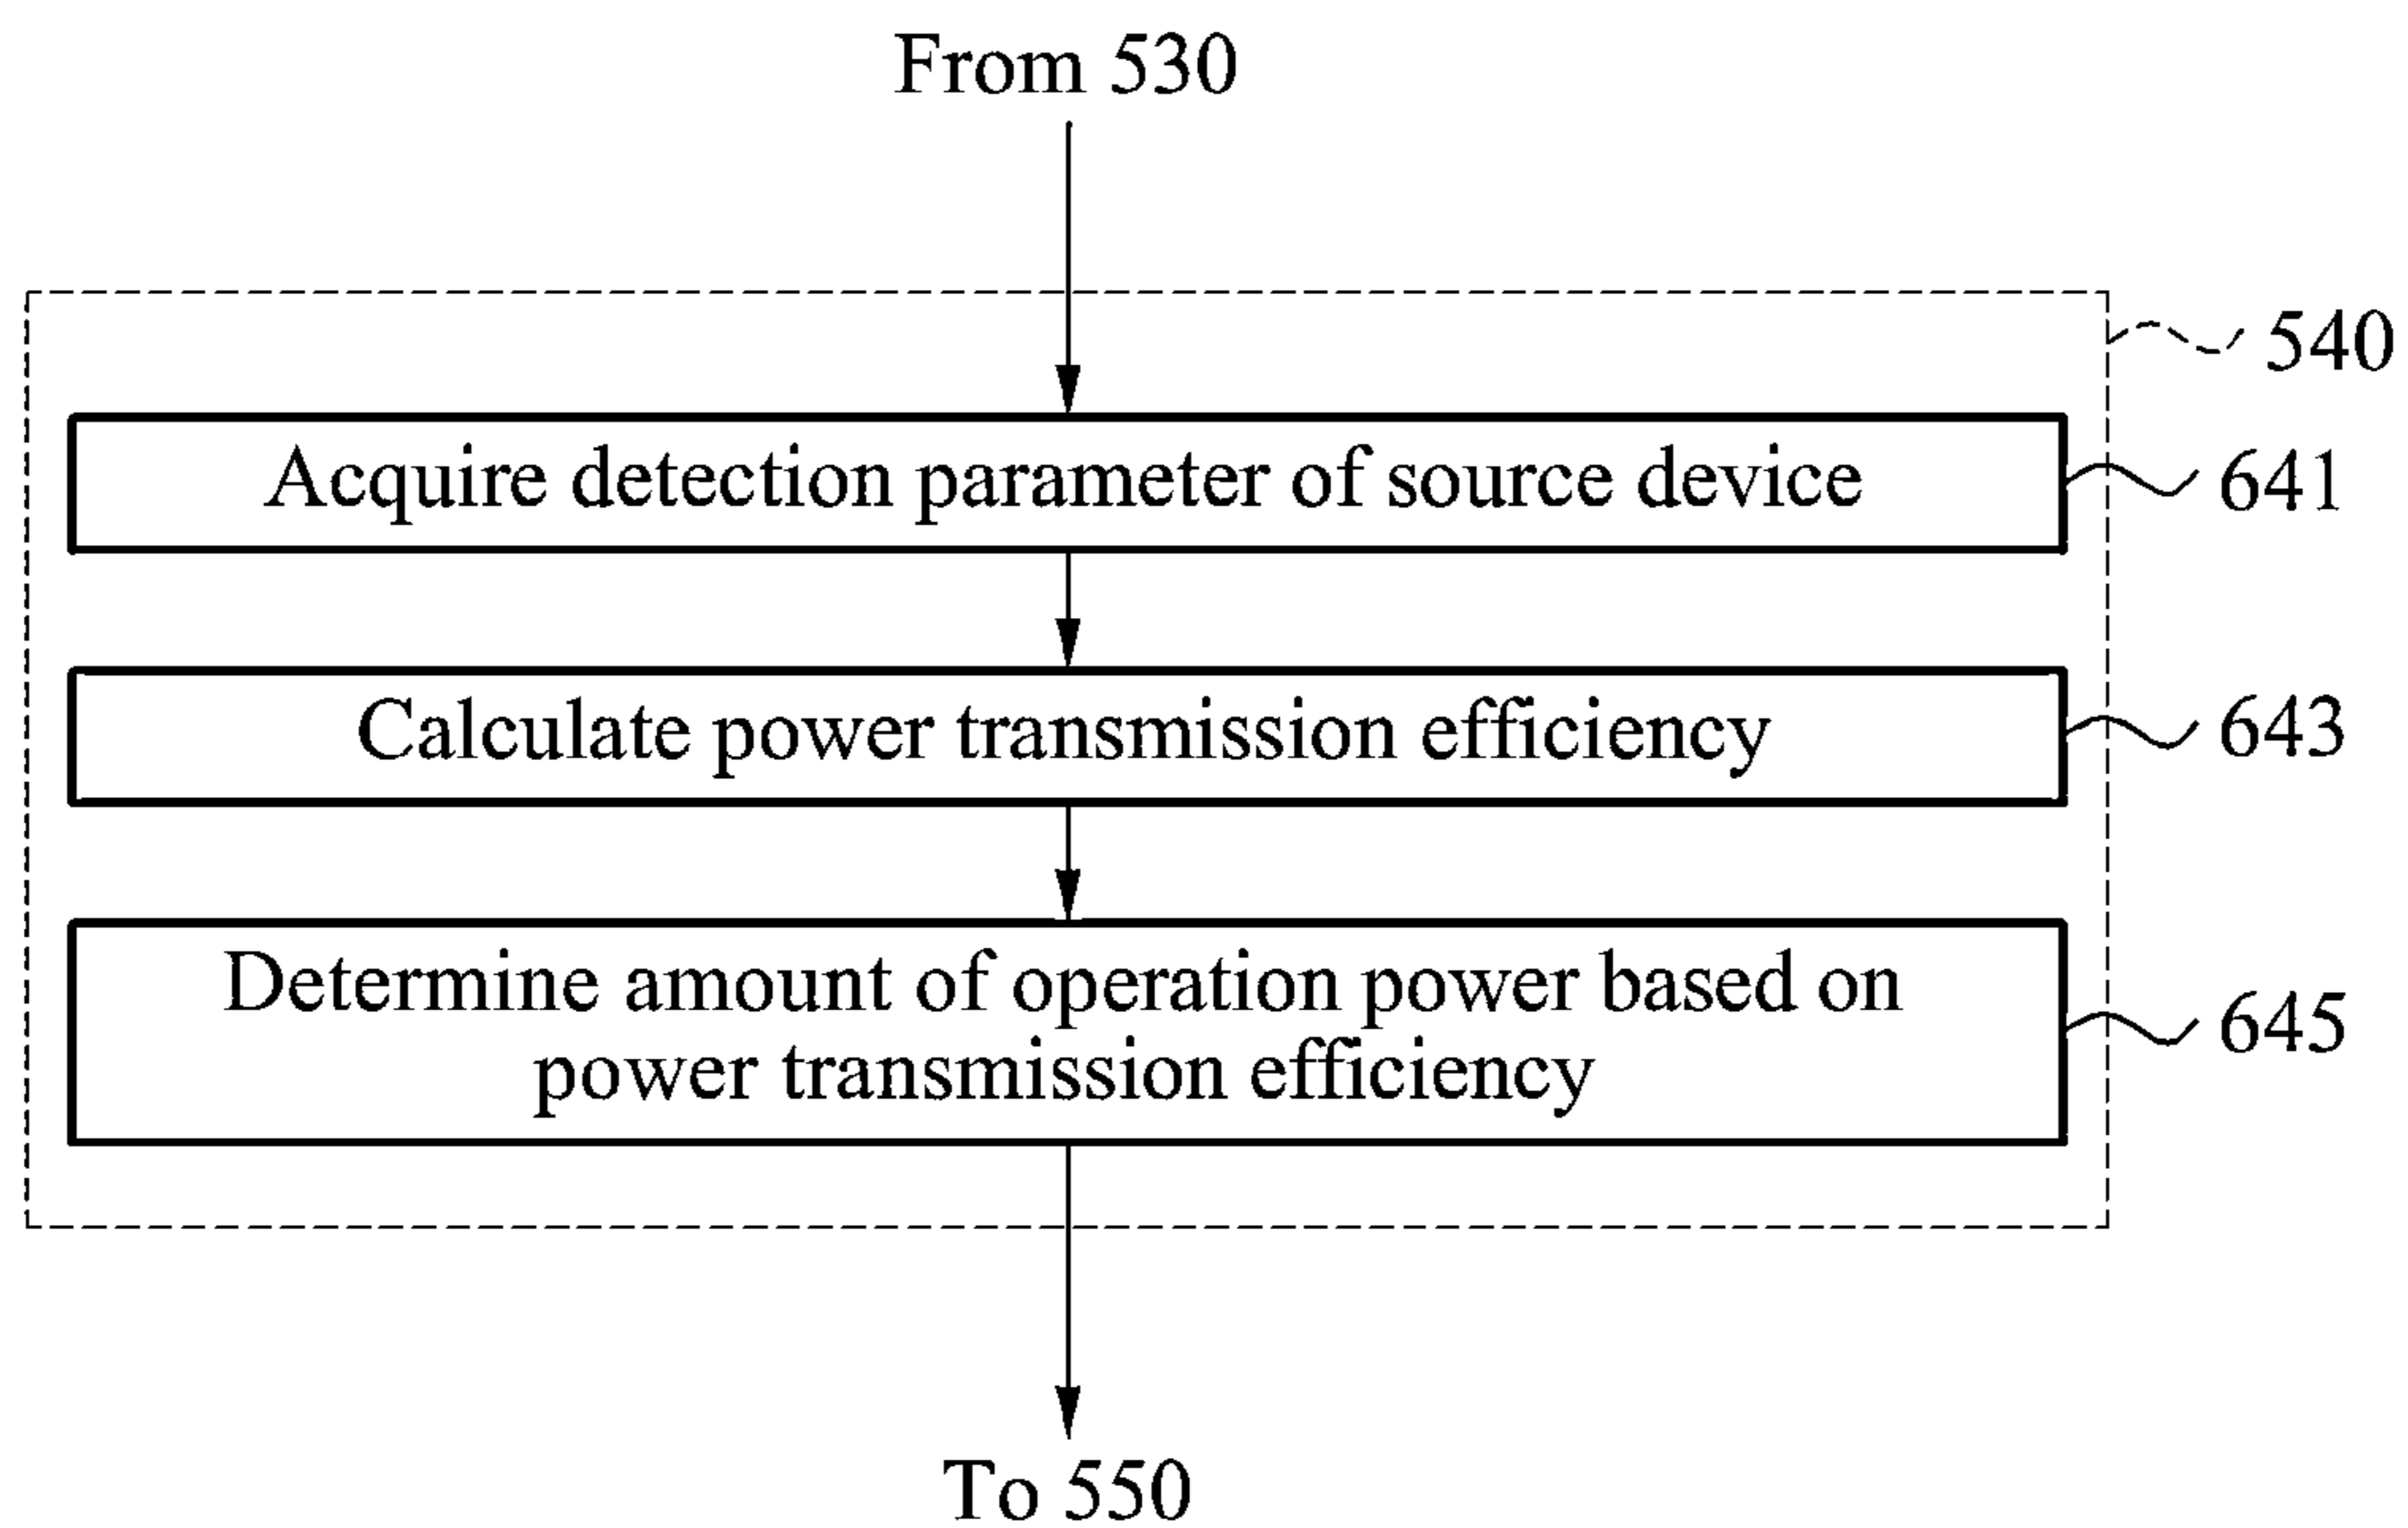 From 530
540
Acquire detection parameter of source device
641
Calculate power transmission efficiency
643
Determine amount of operation power based on
power transmission efficiency
645
To 550